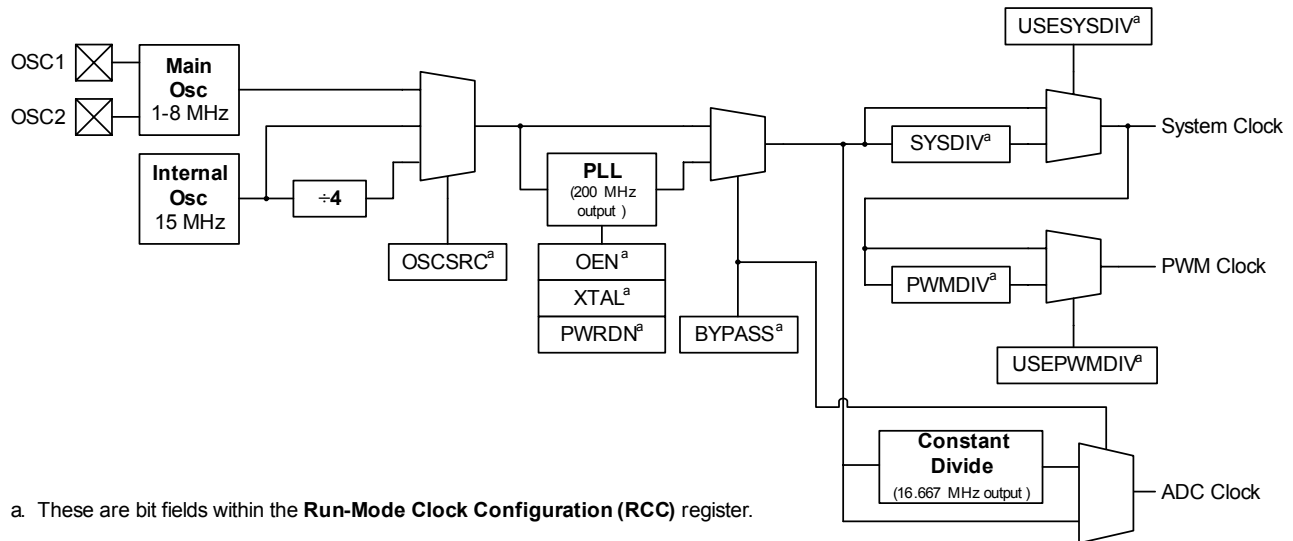 USESYSDIVa
OSC1
Main
Osc
1-8 MHz
OSC2
System Clock
SYSDIVa
Internal
Osc
15 MHz
÷4
PLL
(200 MHz
output )
OSCSRCa
OENa
XTALa
PWRDNa
BYPASSa
PWM Clock
PWMDIVa
USEPWMDIVa
Constant
Divide
(16.667 MHz output )
ADC Clock
a. These are bit fields within the Run-Mode Clock Configuration (RCC) register.